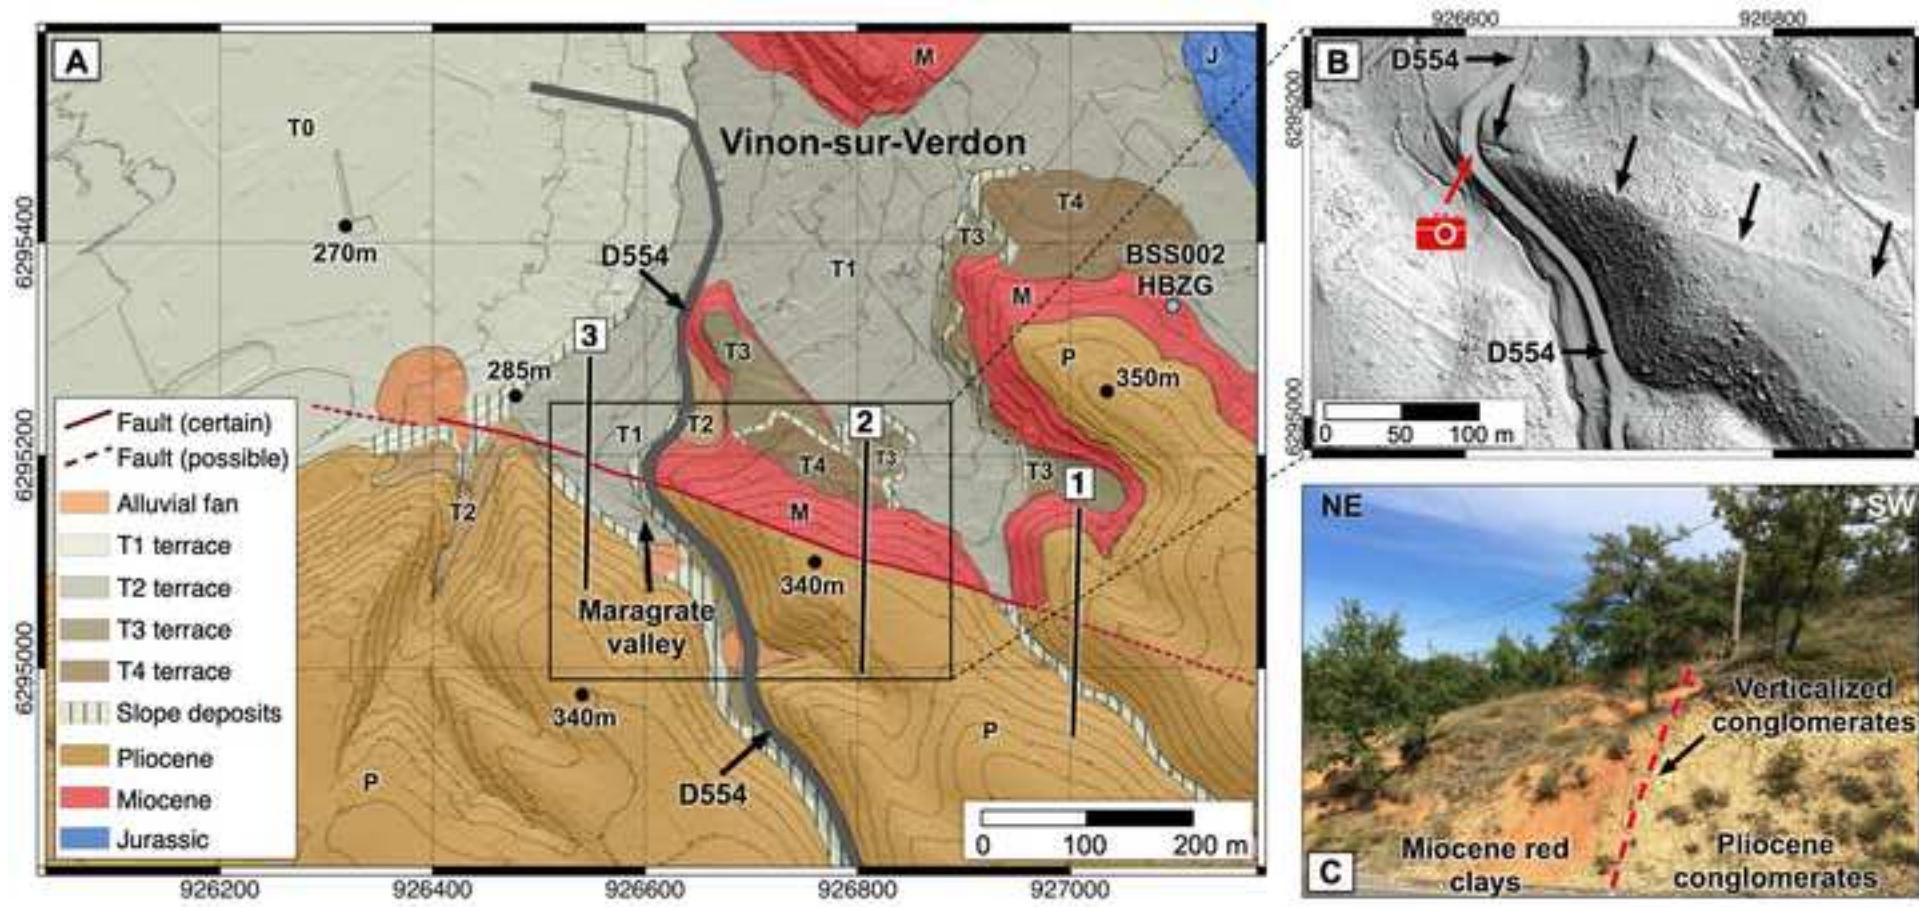 A
M
J
T0
Vinon-sur-Verdon
T4
T3
270m
D554
T1
BSS002
HBZG
M
3
T3
P
350m
285m
T1
T2
2
T3
T4
T3
1
T2
M
340m
Maragrate
valley
340m
P
D554
P
Fault (certain)
Fault (possible)
Alluvial fan
T1 terrace
T2 terrace
T3 terrace
T4 terrace
Slope deposits
Pliocene
Miocene
Jurassic
0 100 200 m
6295400
6295200
6295000
926200 926400 926600 926800 927000
926600 926800
B
D554
6295200
D554
6295000
0 50 100 m
NE
SW
Verticalized
conglomerates
Miocene red
clays
Pliocene
conglomerates
C